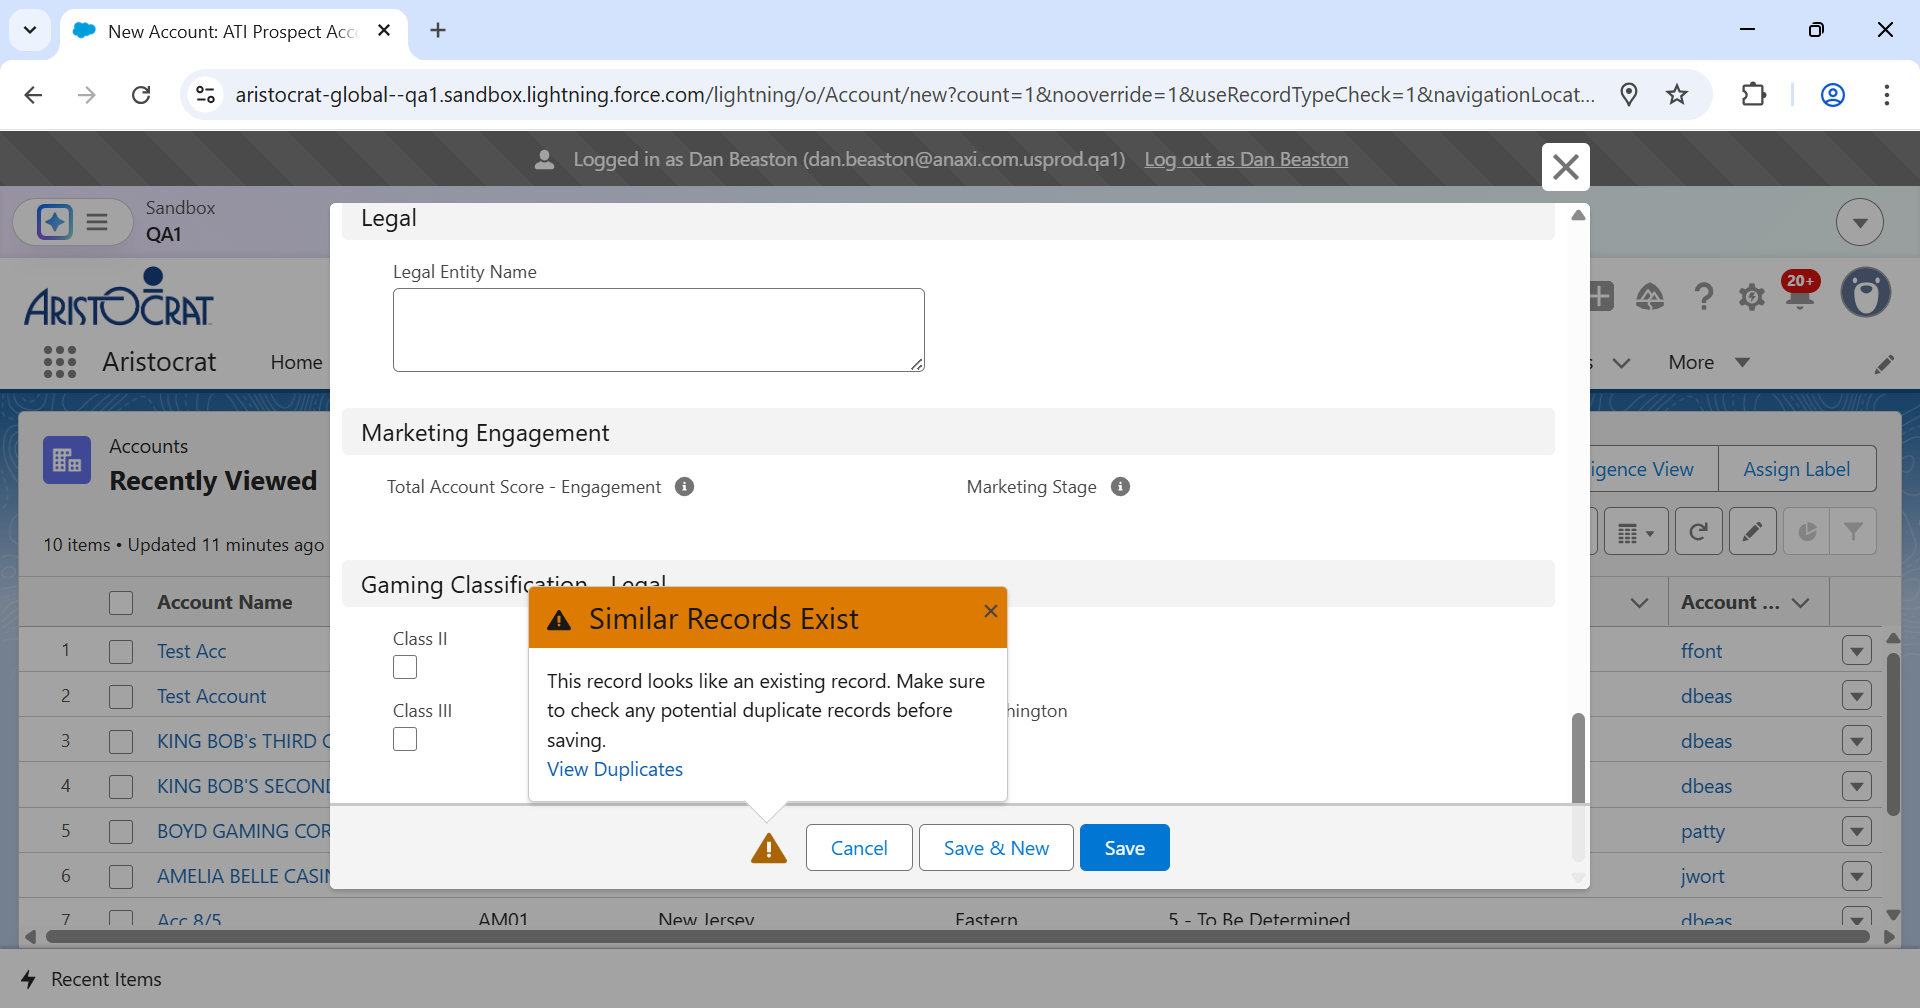 New Account: ATI Prospect Acc
aristocrat-global--qa1.sandbox.lightning.force.com/lightning/o/Account/new?count=1&nooverride=1&useRecordTypeCheck=1&navigationLocat...
Logged in as Dan Beaston (dan.beaston@anaxi.com.usprod.qa1) Log out as Dan Beaston
Sandbox
QA1
ARISTOCRAT
20+
Aristocrat
Home
More
Accounts
Recently Viewed
igence View
Assign Label
10 items • Updated 11 minutes ago
Account Name
Account ...
1 Test Acc ffont
2 Test Account dbeas
3 KING BOB's THIRD dbeas
4 KING BOB'S SECOND dbeas
5 BOYD GAMING COR patty
6 AMELIA BELLE CASIN jwort
7 Acc 8/5 AM01 New Jersey Eastern 5 - To Be Determined dbeas
Legal
Legal Entity Name
Marketing Engagement
Total Account Score - Engagement
Marketing Stage
Gaming Classification - Legal
Class II
Class III
hington
Similar Records Exist
This record looks like an existing record. Make sure
to check any potential duplicate records before
saving.
View Duplicates
Cancel
Save & New
Save
Recent Items